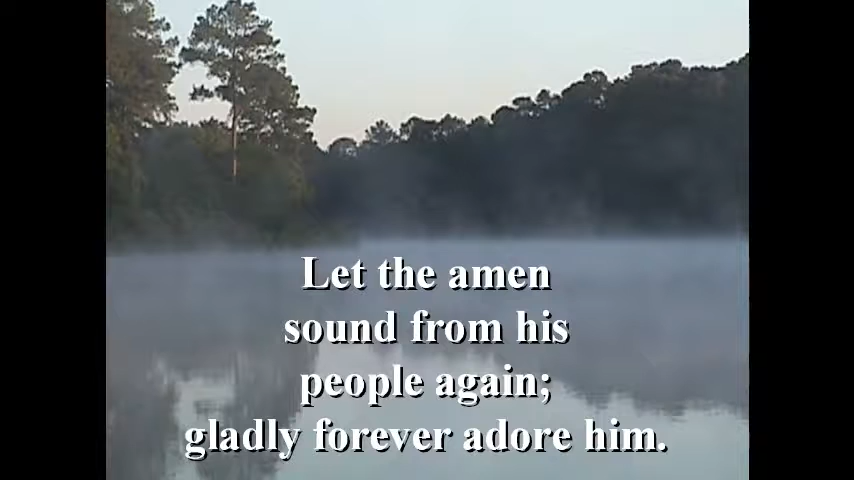 Let the amen
sound from his
people again;
gladly forever adore him.